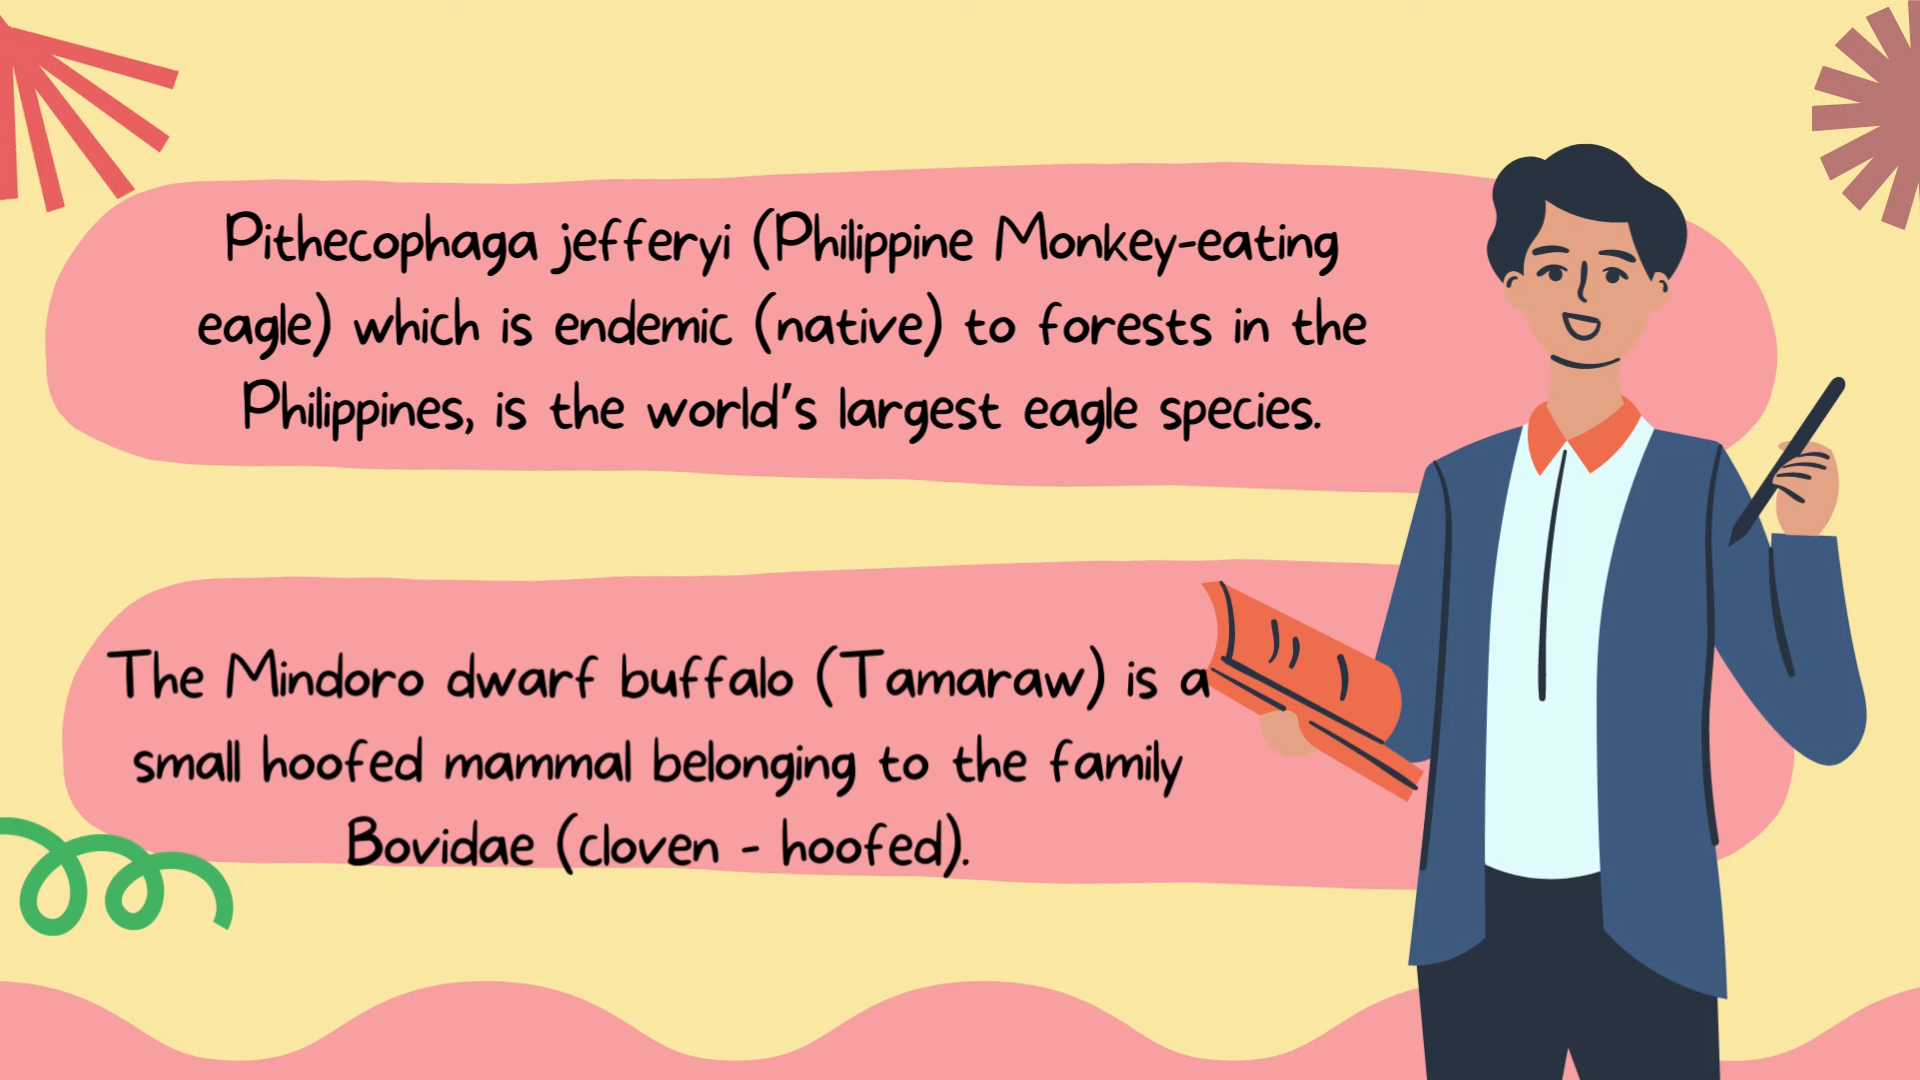 Pithecophaga jefferyi (Philippine Monkey-eating
eagle) which is endemic (native) to forests in the
Philippines, is the world's largest eagle species.
The Mindoro dwarf buffalo (Tamaraw) is a
small hoofed mammal belonging to the family
Bovidae (cloven - hoofed).